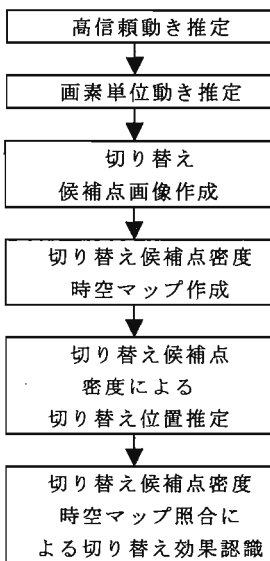 高信頼動き推定
画素単位動き推定
切り替え
候補点画像作成
切り替え候補点密度
時空マップ作成
切り替え候補点
密度による
切り替え位置推定
切り替え候補点密度
時空マップ照合に
よる切り替え効果認識